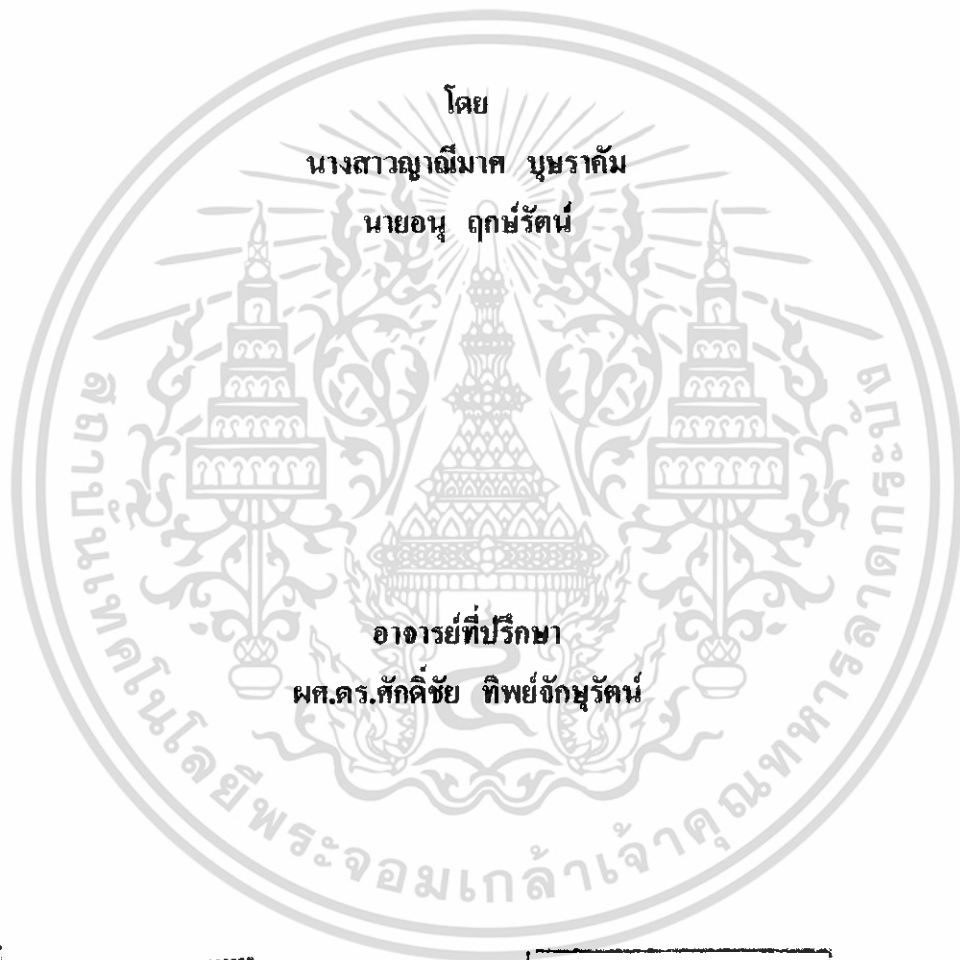 โดย
นางสาวญาณีมาศ บุษราคัม
นายอนุ ฤกษ์รัตน์
อาจารย์ที่ปรึกษา
ผศ.ดร.ศักดิ์ชัย ทิพย์จักษุรัตน์
สถาบันเทคโนโลยีพระจอมเกล้าเจ้าคุณทหารลาดกระบัง